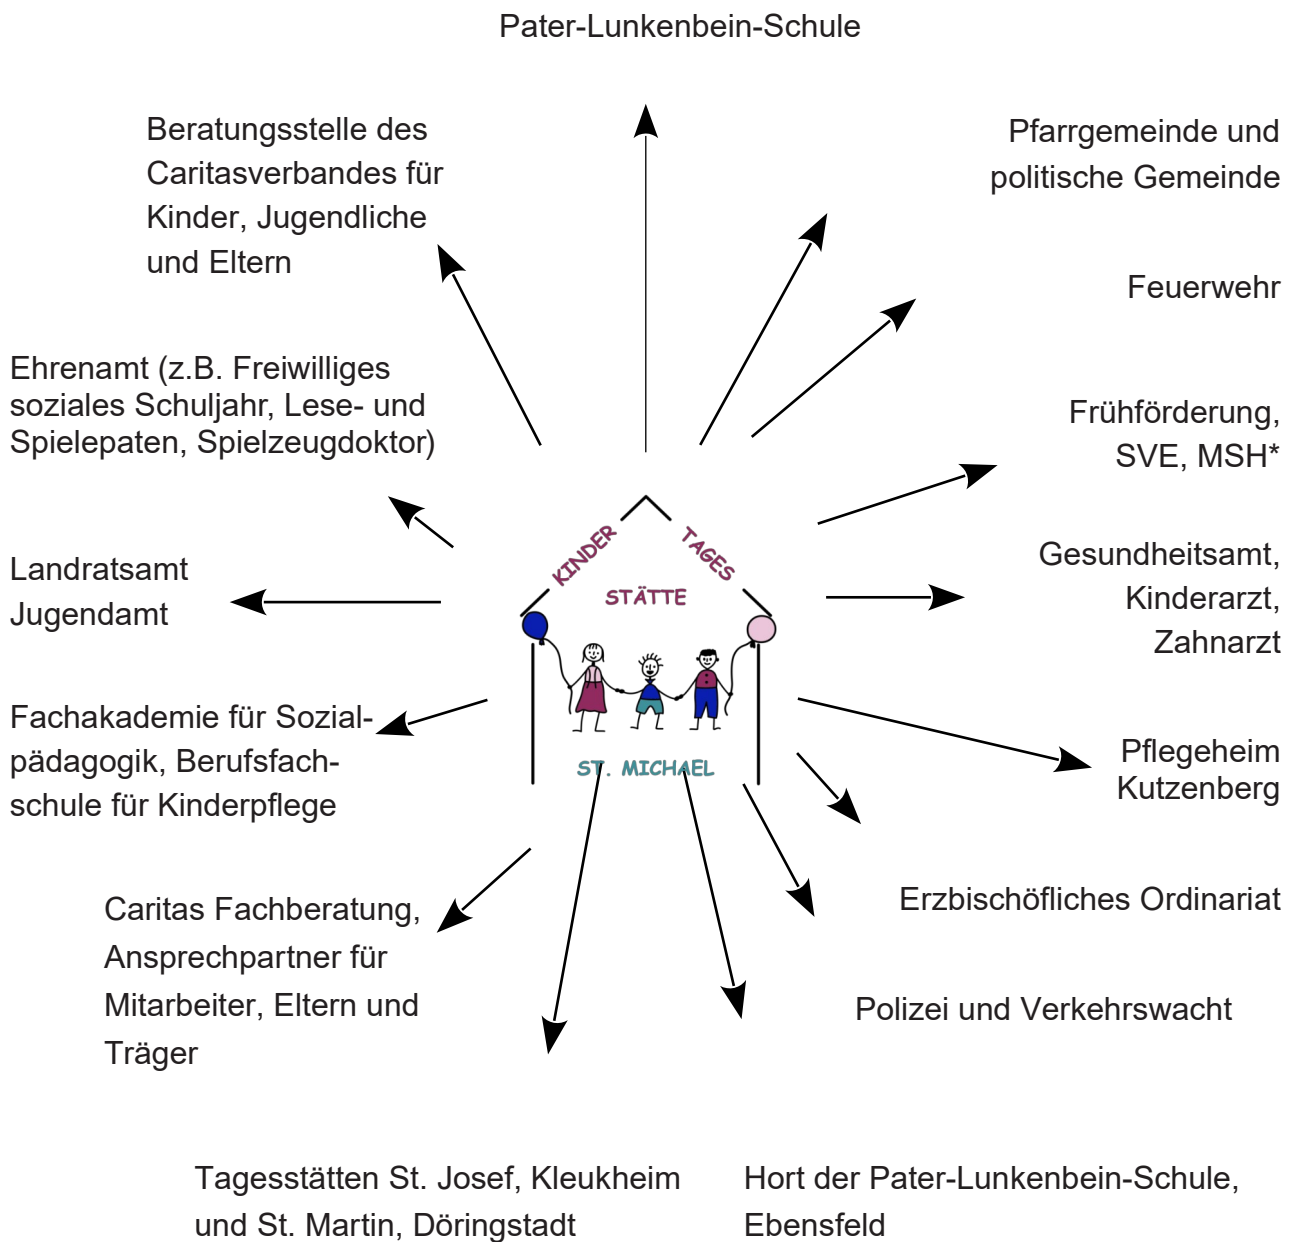 Pater-Lunkenbein-Schule
Beratungsstelle des
Caritasverbandes für
Kinder, Jugendliche
und Eltern
Pfarrgemeinde und
politische Gemeinde
Feuerwehr
Ehrenamt (z.B. Freiwilliges
soziales Schuljahr, Lese- und
Spielepaten, Spielzeugdoktor)
Frühförderung,
SVE, MSH*
Landratsamt
Jugendamt
KINDER
TAGES
STÄTTE
ST. MICHAEL
Gesundheitsamt,
Kinderarzt,
Zahnarzt
Fachakademie für Sozial-
pädagogik, Berufsfach-
schule für Kinderpflege
Pflegeheim
Kutzenberg
Caritas Fachberatung,
Ansprechpartner für
Mitarbeiter, Eltern und
Träger
Erzbischöfliches Ordinariat
Polizei und Verkehrswacht
Tagesstätten St. Josef, Kleukheim
und St. Martin, Döringstadt
Hort der Pater-Lunkenbein-Schule,
Ebensfeld